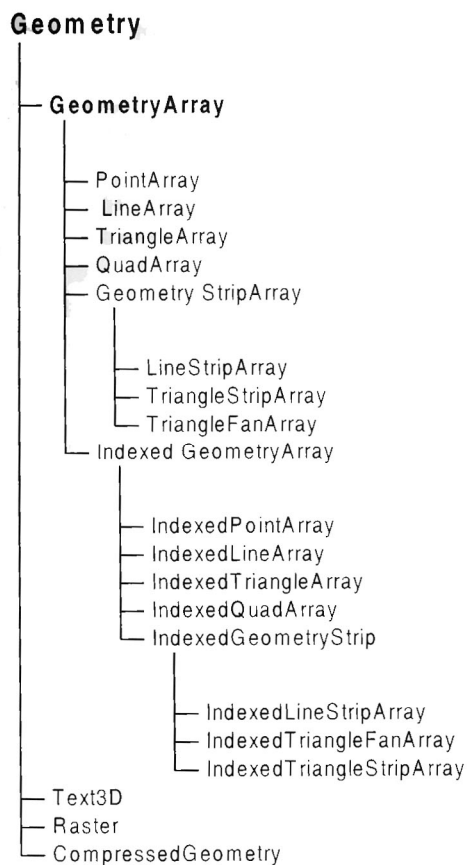 Geometry
GeometryArray
PointArray
LineArray
TriangleArray
QuadArray
Geometry StripArray
LineStripArray
TriangleStripArray
TriangleFanArray
Indexed GeometryArray
IndexedPointArray
IndexedLineArray
IndexedTriangleArray
IndexedQuadArray
IndexedGeometryStrip
IndexedLineStripArray
IndexedTriangleFanArray
IndexedTriangleStripArray
Text3D
Raster
CompressedGeometry